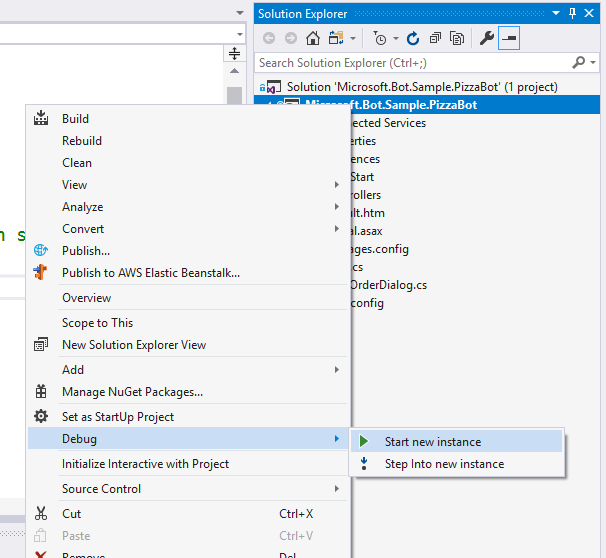 Solution Explorer
Search Solution Explorer (Ctrl+;)
Solution 'Microsoft.Bot.Sample.PizzaBot' (1 project)
Microsoft.Bot.Sample.PizzaBot
ected Services
erties
ences
Start
ollers
ult.htm
al.asax
ages.config
cs
OrderDialog.cs
config
n s
Build
Rebuild
Clean
View
Analyze
Convert
Publish...
Publish to AWS Elastic Beanstalk...
Overview
Scope to This
New Solution Explorer View
Add
Manage NuGet Packages...
Set as StartUp Project
Debug
Start new instance
Step Into new instance
Initialize Interactive with Project
Source Control
Cut Ctrl+X
Paste Ctrl+V
Remove Del